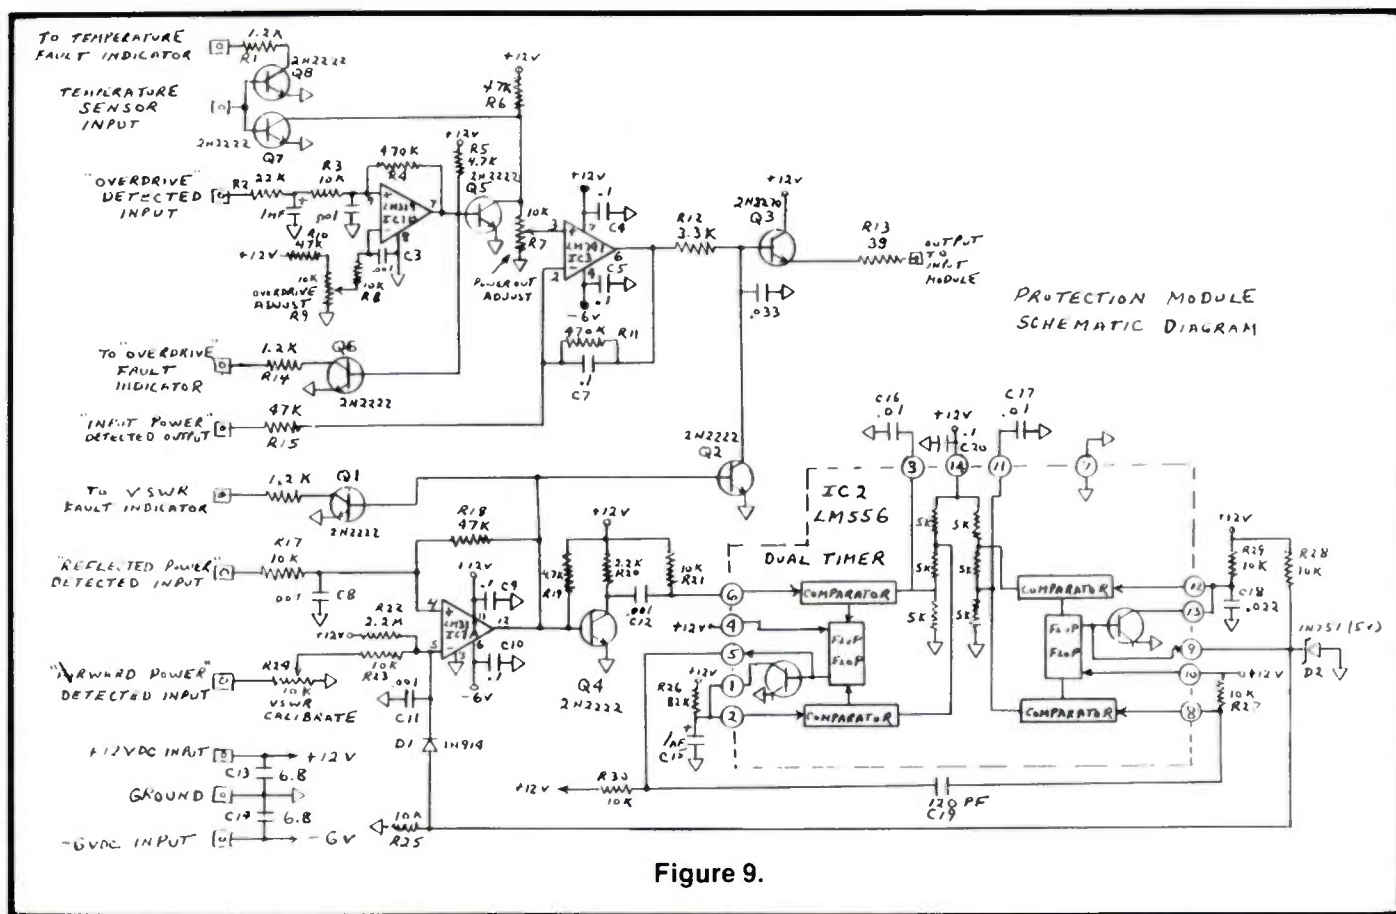 TO TEMPERATURE
FAULT INDICATOR
1.2K
R1
2N2222
Q8
TEMPERATURE
SENSOR
INPUT
2N2222
Q7
+12V
47K
R6
"OVERDRIVE"
DETECTED
INPUT
R2
22K
R3
10K
.001
470K
R4
+12V
R5
4.7K
2N2222
Q5
7
8
R10
47K
+12V
10K
OVERDRIVE
ADJUST
R9
10K
R8
C3
.001
10K
R7
POWER OUT
ADJUST
+12V
.1
C4
3
+
7
LM741
IC3
6
2
-
4
C5
.1
-6V
470K
R11
.1
C7
R12
3.3K
+12V
2N3270
Q3
.033
R13
39
OUTPUT
TO
INPUT
MODULE
PROTECTION MODULE
SCHEMATIC DIAGRAM
TO "OVERDRIVE"
FAULT
INDICATOR
1.2K
R14
Q6
2N2222
"INPUT POWER"
DETECTED OUTPUT
47K
R15
TO VSWR
FAULT INDICATOR
1.2K
Q1
2N2222
2N2222
Q2
"REFLECTED POWER"
DETECTED INPUT
R17
10K
.001
C8
R18
47K
+12V
.1
C9
4
+
11
12
5
-
6
C10
.1
-6V
R22
2.2M
+12V
10K
R23
"FORWARD POWER"
DETECTED INPUT
R24
10K
VSWR
CALIBRATE
.001
C11
D1
1N914
47K
R19
+12V
2.2K
R20
10K
R21
.001
C12
Q4
2N2222
C16
.01
+12V
.1
C20
C17
.01
3
14
11
7
IC2
LM556
DUAL TIMER
5K
5K
5K
5K
5K
5K
6
4
5
1
2
+12V
COMPARATOR
FLIP
FLOP
COMPARATOR
+12V
R26
82K
COMPARATOR
FLIP
FLOP
COMPARATOR
12
13
9
10
8
+12V
R29
10K
C18
.022
R28
10K
1N751 (5V)
D2
+12V
10K
R27
+12V
R30
10K
120 PF
C19
10K
R25
+12VDC INPUT
+12V
C13
6.8
GROUND
C14
6.8
-6VDC INPUT
-6V
Figure 9.